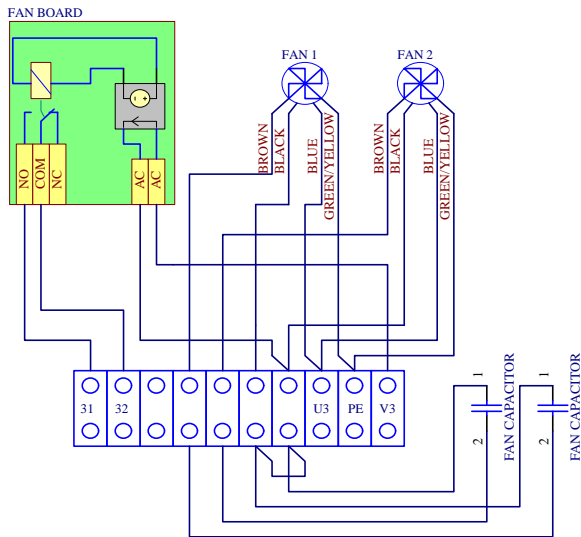 FAN BOARD
FAN 1
FAN 2
NO
COM
NC
AC
AC
BROWN
BLACK
BLUE
GREEN/YELLOW
BROWN
BLACK
BLUE
GREEN/YELLOW
31
32
U3
PE
V3
1
2
FAN CAPACITOR
1
2
FAN CAPACITOR